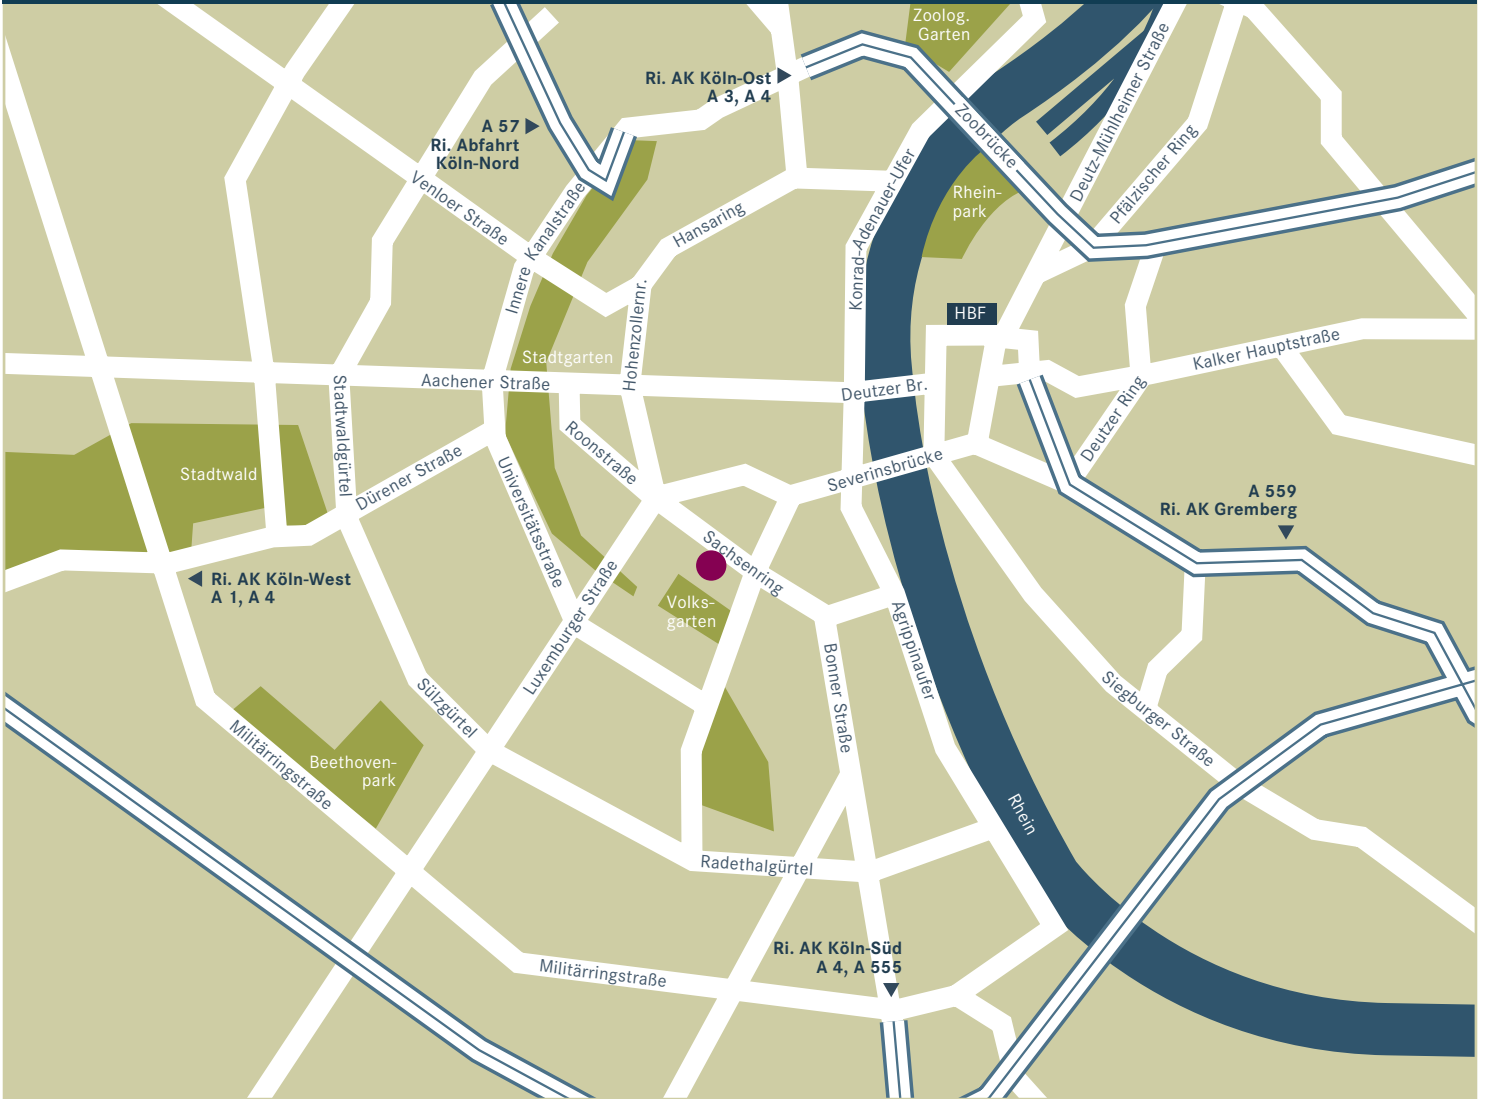 Zoolog.
Garten
Ri. AK Köln-Ost
A 3, A 4
A 57
Ri. Abfahrt
Köln-Nord
Deutz-Mühlheimer Straße
Zoobrücke
Pfälzischer Ring
Venloer Straße
Innere Kanalstraße
Hansaring
Konrad-Adenauer-Ufer
Rhein-
park
HBF
Hohenzollernr.
Stadtgarten
Kalker Hauptstraße
Aachener Straße
Deutzer Br.
Stadtwaldgürtel
Deutzer Ring
Roonstraße
Stadtwald
Dürener Straße
Universitätsstraße
Severinsbrücke
A 559
Ri. AK Gremberg
Sachsenring
Ri. AK Köln-West
A 1, A 4
Volks-
garten
Luxemburger Straße
Agrippinaufer
Bonner Straße
Sülzgürtel
Siegburger Straße
Militärringstraße
Beethoven-
park
Rhein
Radethalgürtel
Ri. AK Köln-Süd
A 4, A 555
Militärringstraße